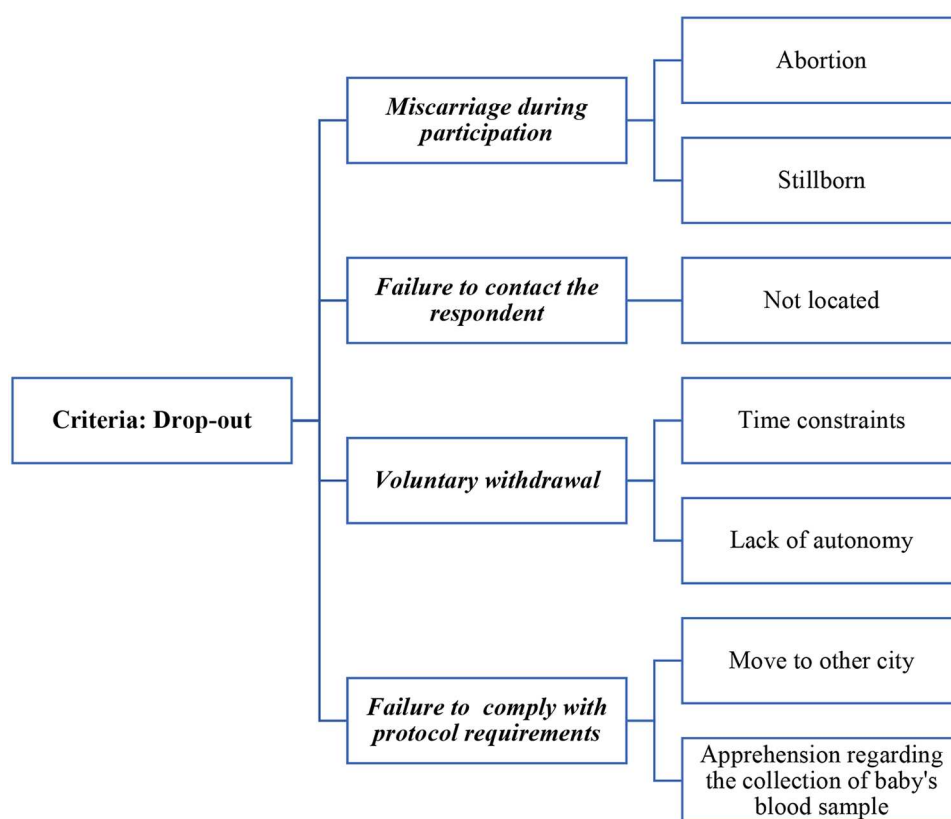 Criteria: Drop-out
Miscarriage during
participation
Abortion
Stillborn
Failure to contact the
respondent
Not located
Voluntary withdrawal
Time constraints
Lack of autonomy
Failure to  comply with
protocol requirements
Move to other city
Apprehension regarding
the collection of baby's
blood sample